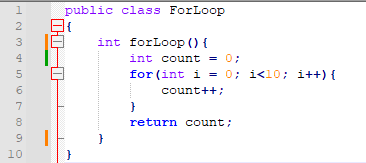 1 public class ForLoop
2 {
3 int forLoop(){
4 int count = 0;
5 for(int i = 0; i<10; i++){
6 count++;
7 }
8 return count;
9 }
10 }